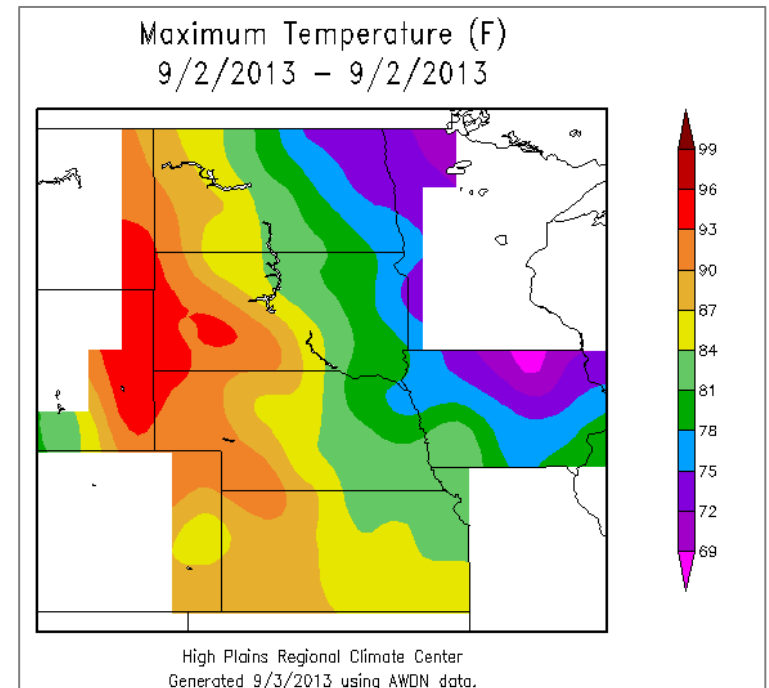 Maximum Temperature (F)
9/2/2013 – 9/2/2013
99
96
93
90
87
84
81
78
75
72
69
High Plains Regional Climate Center
Generated 9/3/2013 using AWDN data.